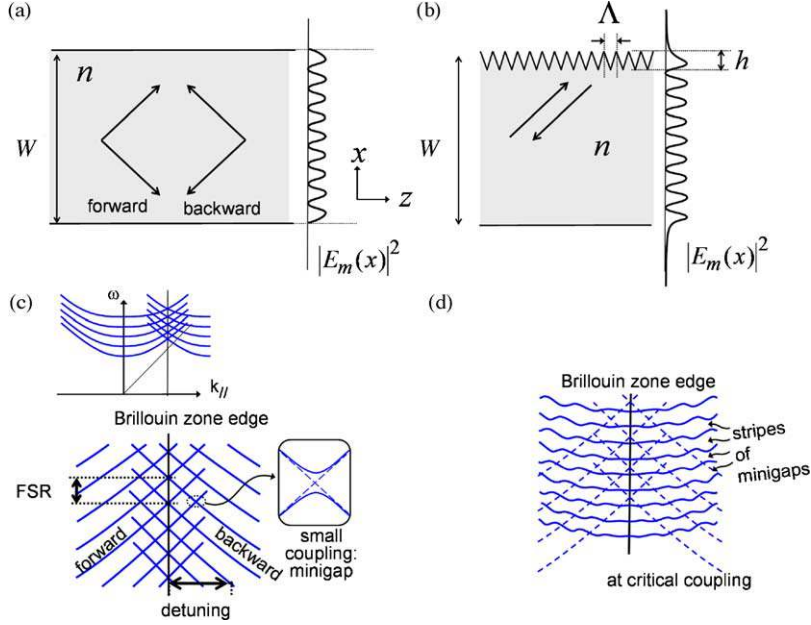 (a)
n
W
forward
backward
x
z
|E_m(x)|^2
(b)
Λ
h
W
n
|E_m(x)|^2
(c)
ω
k_//
Brillouin zone edge
FSR
forward
backward
small
coupling:
minigap
detuning
(d)
Brillouin zone edge
stripes
of
minigaps
at critical coupling